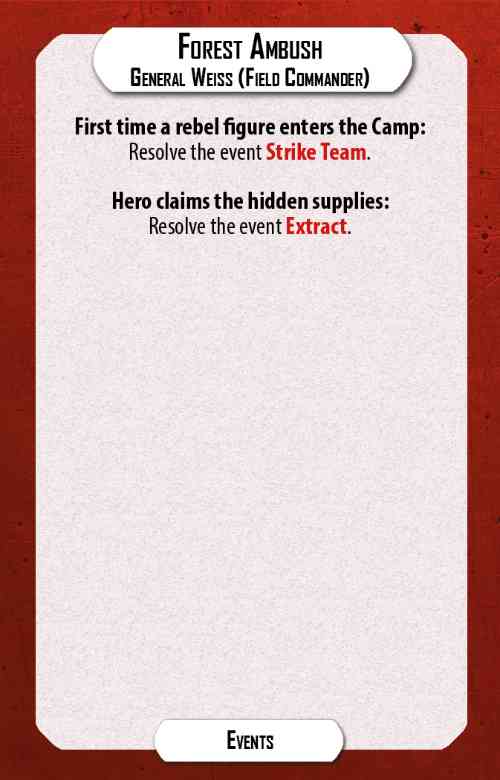 Forest Ambush
General Weiss (Field Commander)
First time a rebel figure enters the Camp:
Resolve the event Strike Team.
Hero claims the hidden supplies:
Resolve the event Extract.
Events